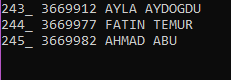 243_ 3669912 AYLA AYDOGDU
244_ 3669977 FATIN TEMUR
245_ 3669982 AHMAD ABU